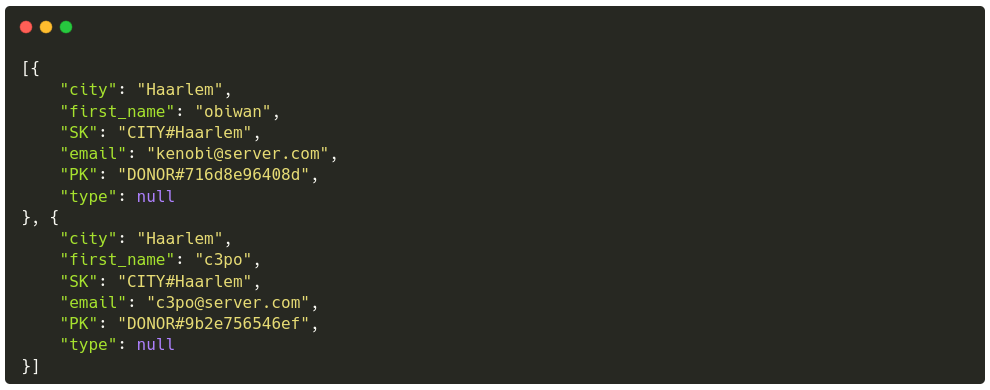 [{
    "city": "Haarlem",
    "first_name": "obiwan",
    "SK": "CITY#Haarlem",
    "email": "kenobi@server.com",
    "PK": "DONOR#716d8e96408d",
    "type": null
}, {
    "city": "Haarlem",
    "first_name": "c3po",
    "SK": "CITY#Haarlem",
    "email": "c3po@server.com",
    "PK": "DONOR#9b2e756546ef",
    "type": null
}]